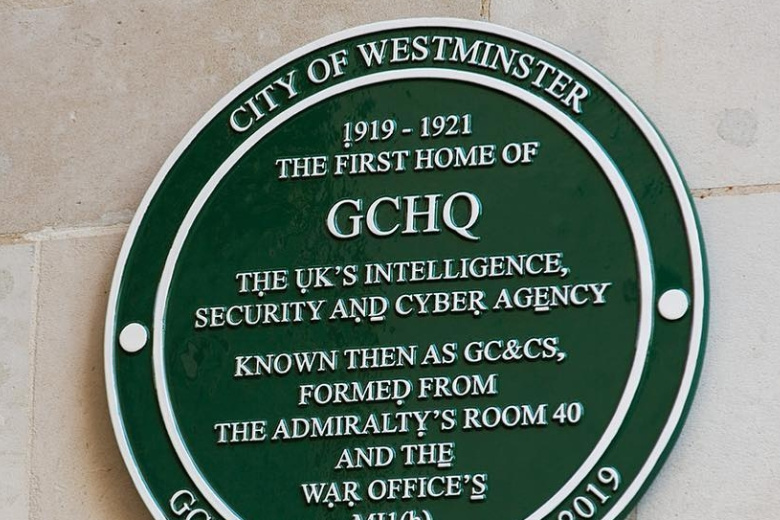 CITY OF WESTMINSTER
1919 - 1921
THE FIRST HOME OF
GCHQ
THE UK'S INTELLIGENCE,
SECURITY AND CYBER AGENCY
KNOWN THEN AS GC&CS,
FORMED FROM
THE ADMIRALTY'S ROOM 40
AND THE
WAR OFFICE'S
MI1(b)
2019